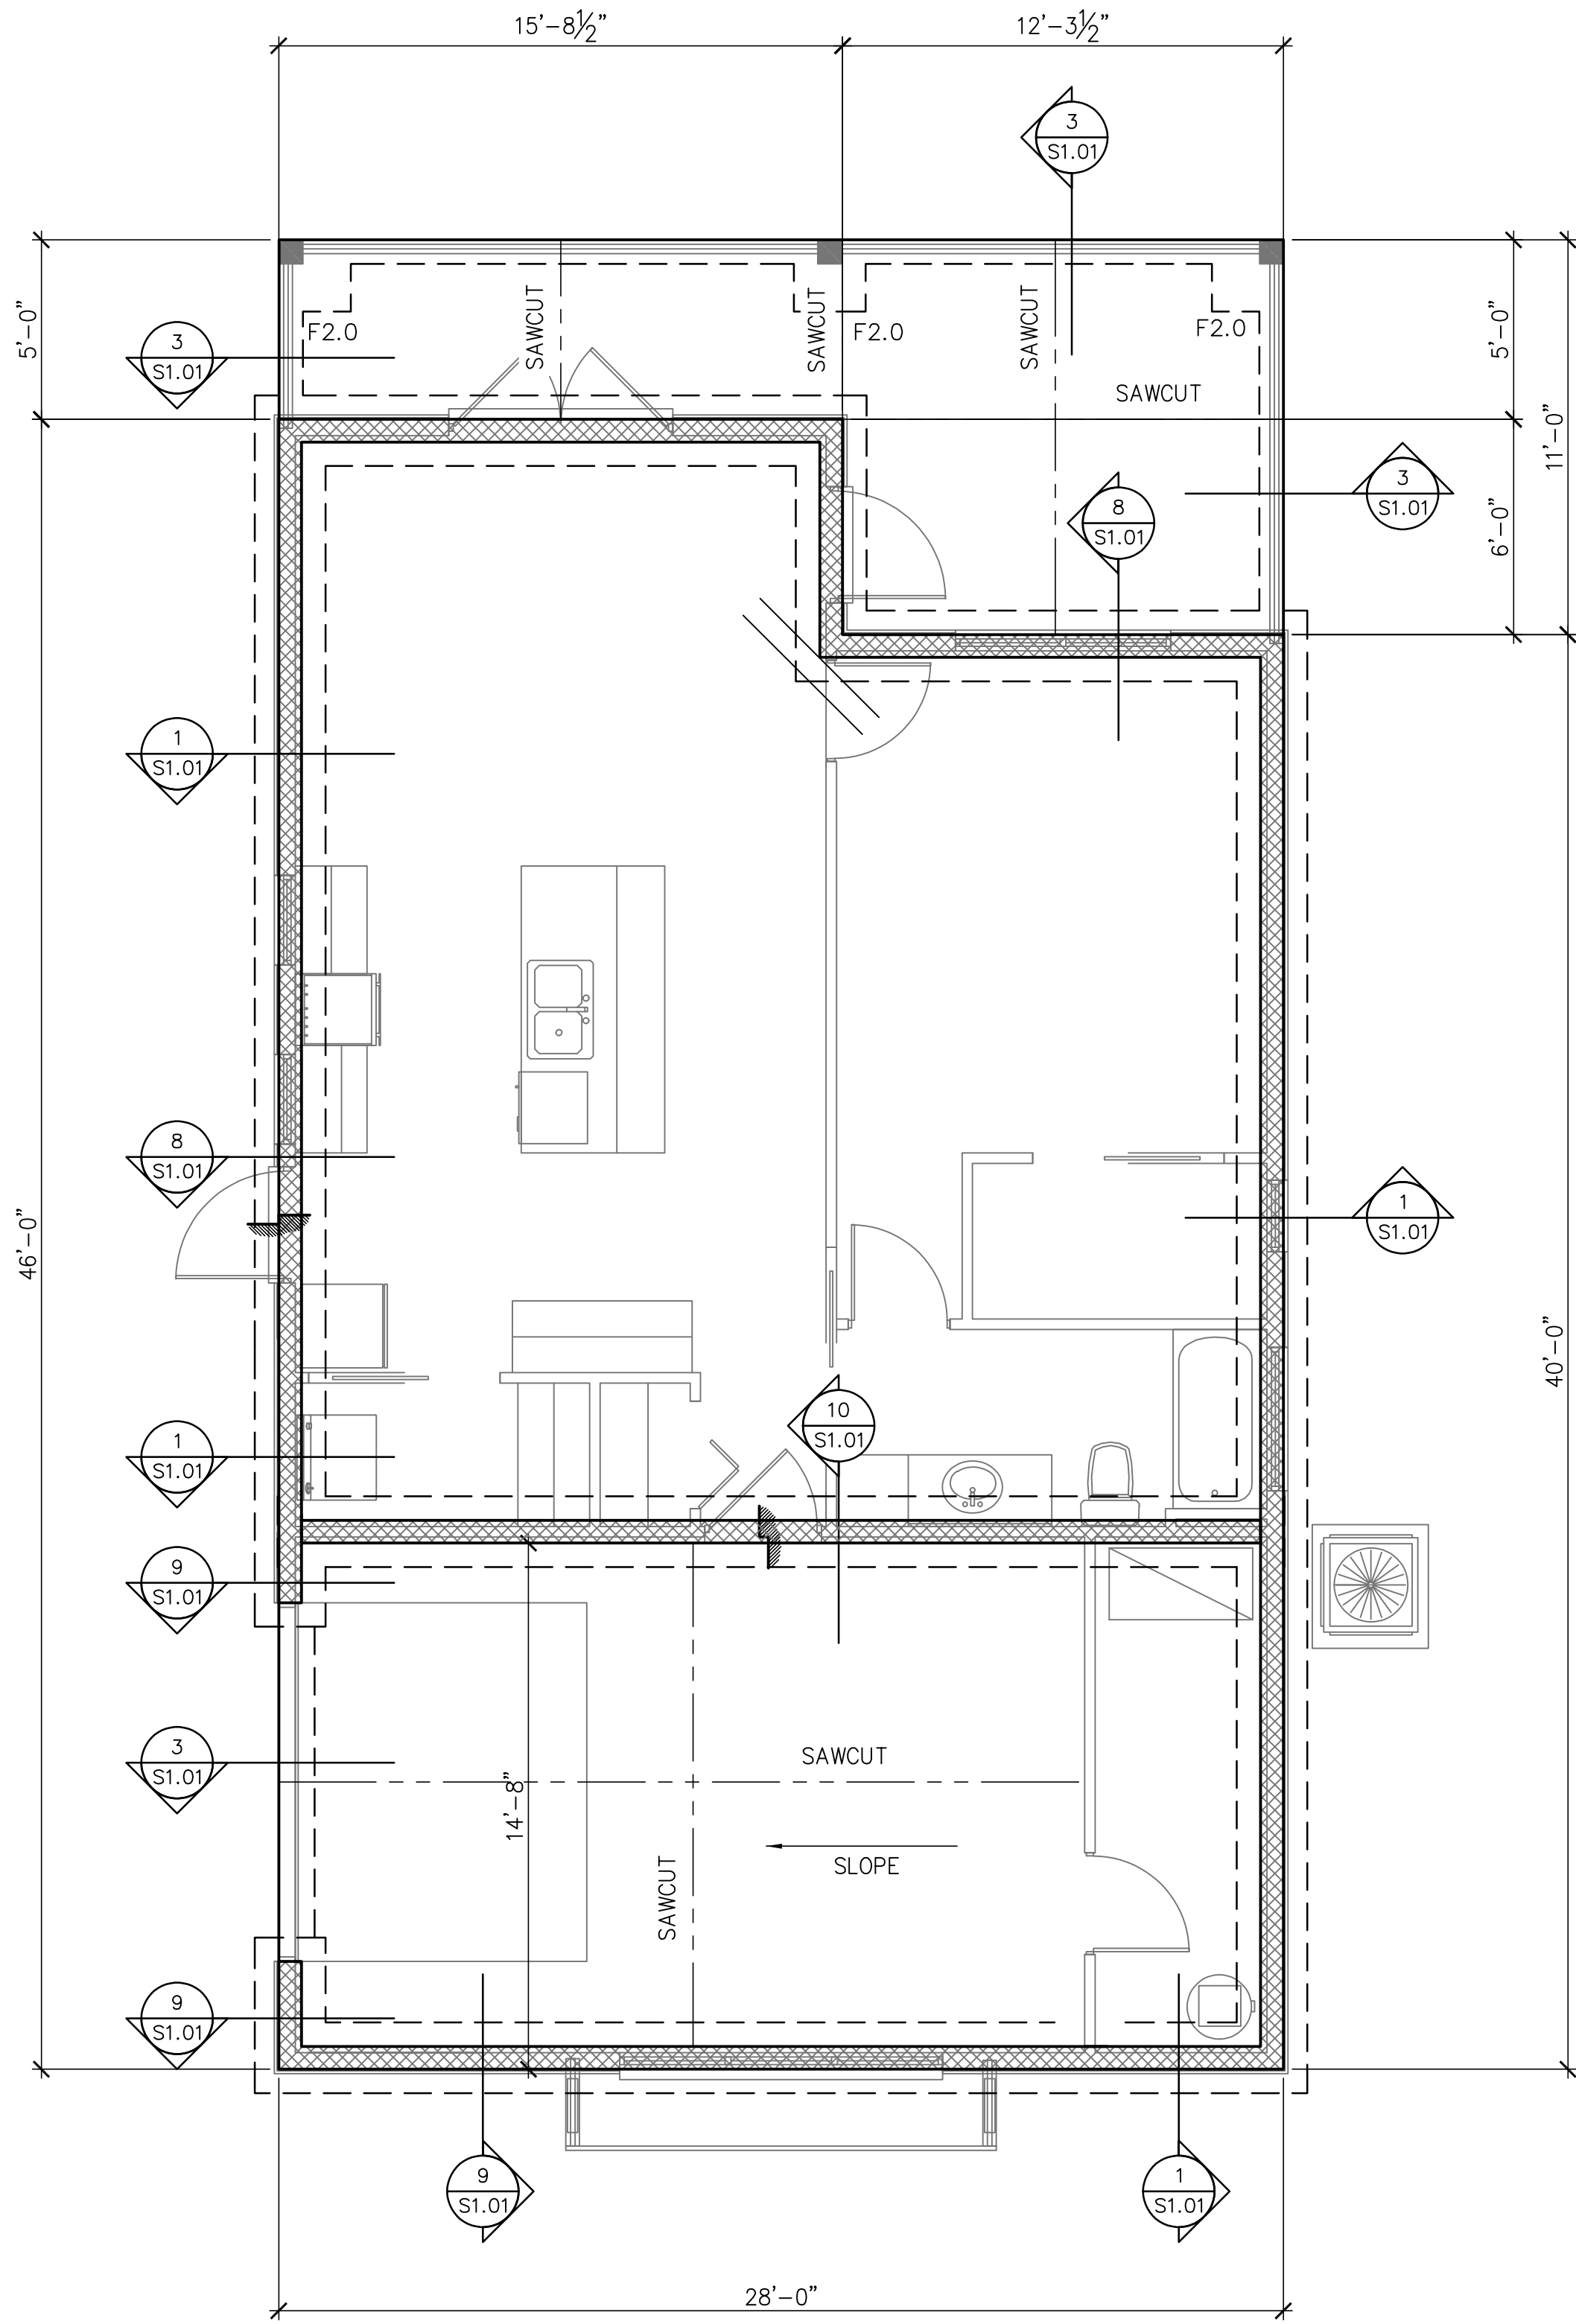 15'-8½"
12'-3½"
3
S1.01
5'-0"
SAWCUT
SAWCUT
SAWCUT
5'-0"
F2.0
F2.0
F2.0
3
S1.01
SAWCUT
11'-0"
3
S1.01
8
S1.01
6'-0"
1
S1.01
8
S1.01
1
S1.01
46'-0"
40'-0"
10
S1.01
1
S1.01
9
S1.01
3
S1.01
SAWCUT
14'-8"
SLOPE
SAWCUT
9
S1.01
9
S1.01
1
S1.01
28'-0"